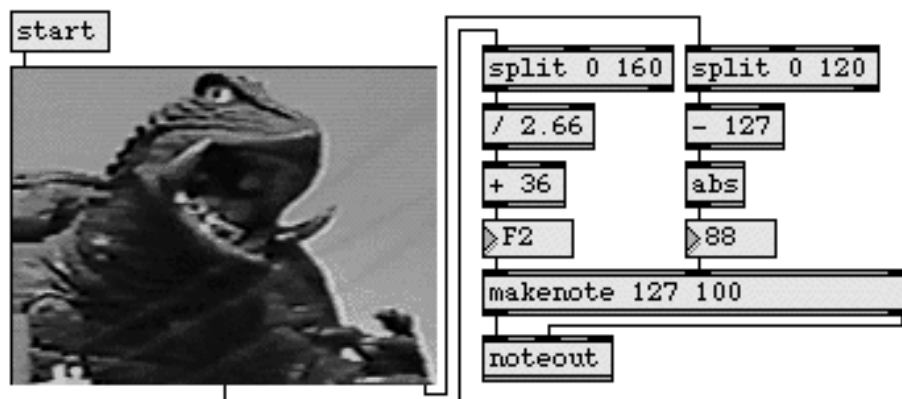 start
split 0 160
split 0 120
/ 2.66
- 127
+ 36
abs
F2
88
makenote 127 100
noteout